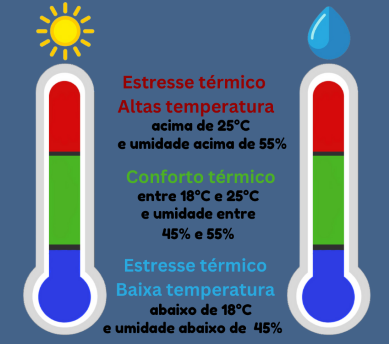 Estresse térmico
Altas temperatura
acima de 25°C
e umidade acima de 55%
Conforto térmico
entre 18°C e 25°C
e umidade entre
45% e 55%
Estresse térmico
Baixa temperatura
abaixo de 18°C
e umidade abaixo de 45%